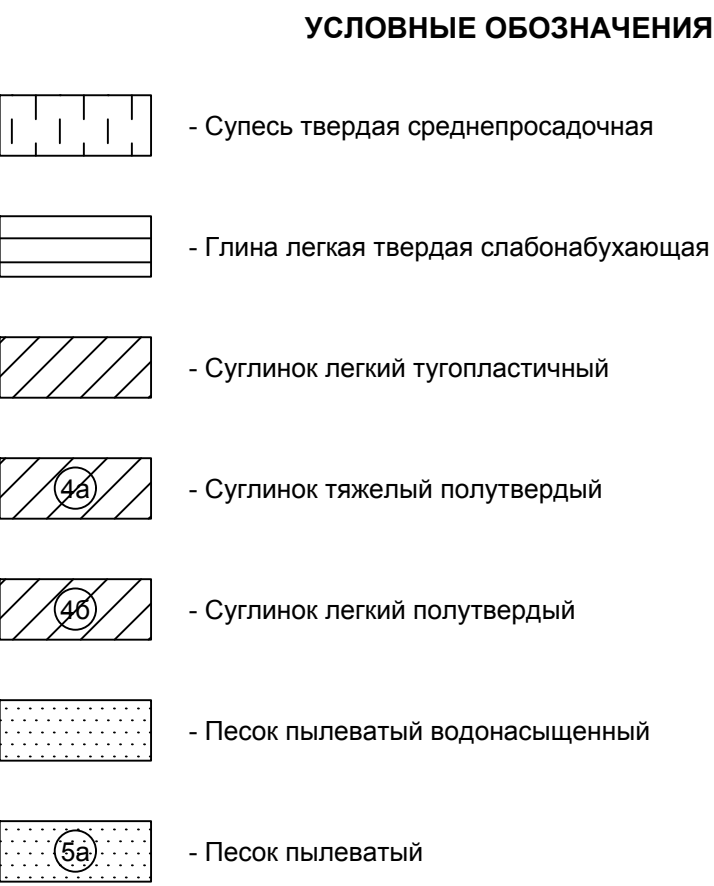 УСЛОВНЫЕ ОБОЗНАЧЕНИЯ
- Супесь твердая среднепросадочная
- Глина легкая твердая слабонабухающая
- Суглинок легкий тугопластичный
4а - Суглинок тяжелый полутвердый
4б - Суглинок легкий полутвердый
- Песок пылеватый водонасыщенный
5а - Песок пылеватый